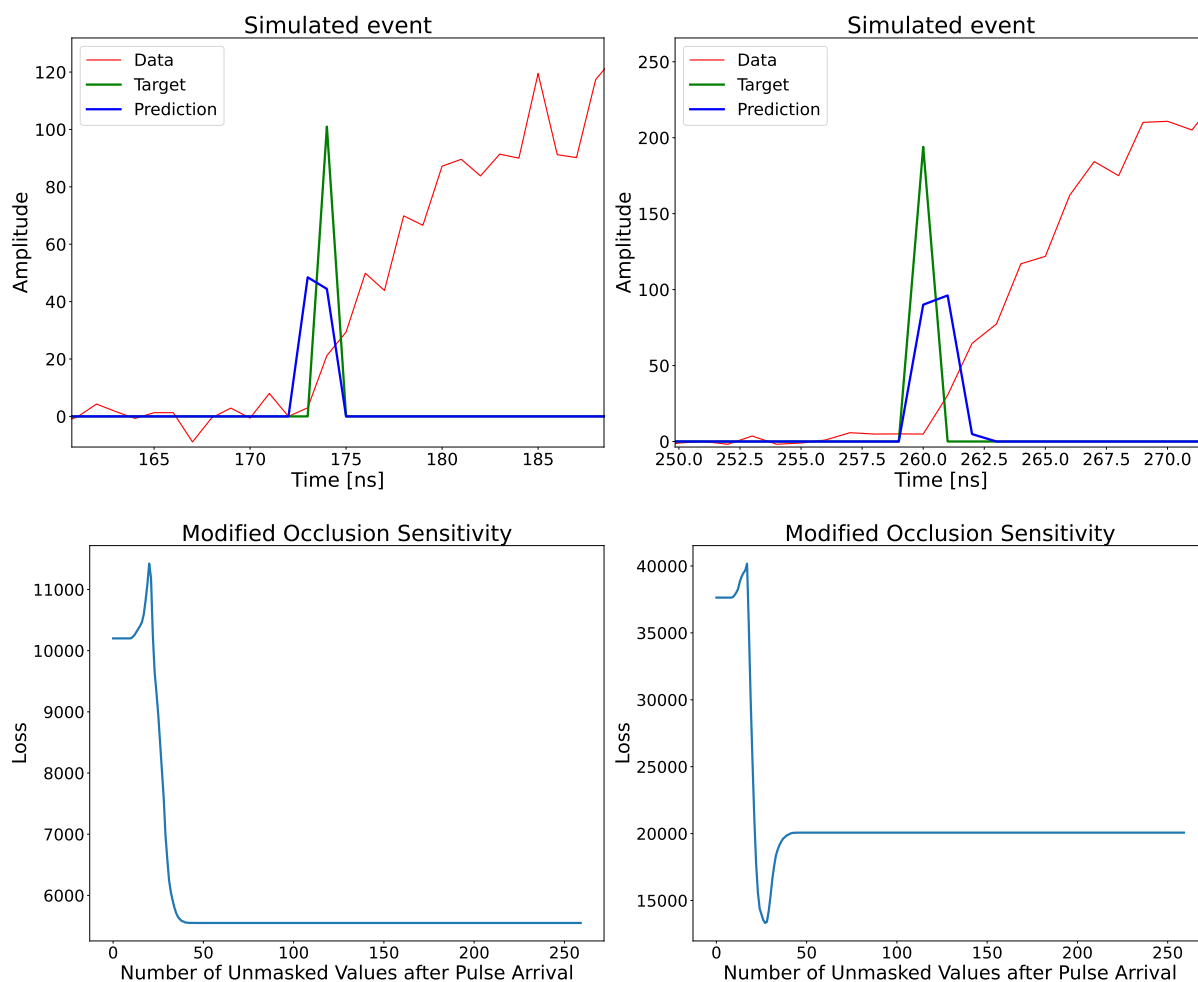 Simulated event
Data
Target
Prediction
120
100
80
60
40
20
0
Amplitude
165 170 175 180 185
Time [ns]
Simulated event
Data
Target
Prediction
250
200
150
100
50
0
Amplitude
250.0 252.5 255.0 257.5 260.0 262.5 265.0 267.5 270.0
Time [ns]
Modified Occlusion Sensitivity
11000
10000
9000
8000
7000
6000
Loss
0 50 100 150 200 250
Number of Unmasked Values after Pulse Arrival
Modified Occlusion Sensitivity
40000
35000
30000
25000
20000
15000
Loss
0 50 100 150 200 250
Number of Unmasked Values after Pulse Arrival